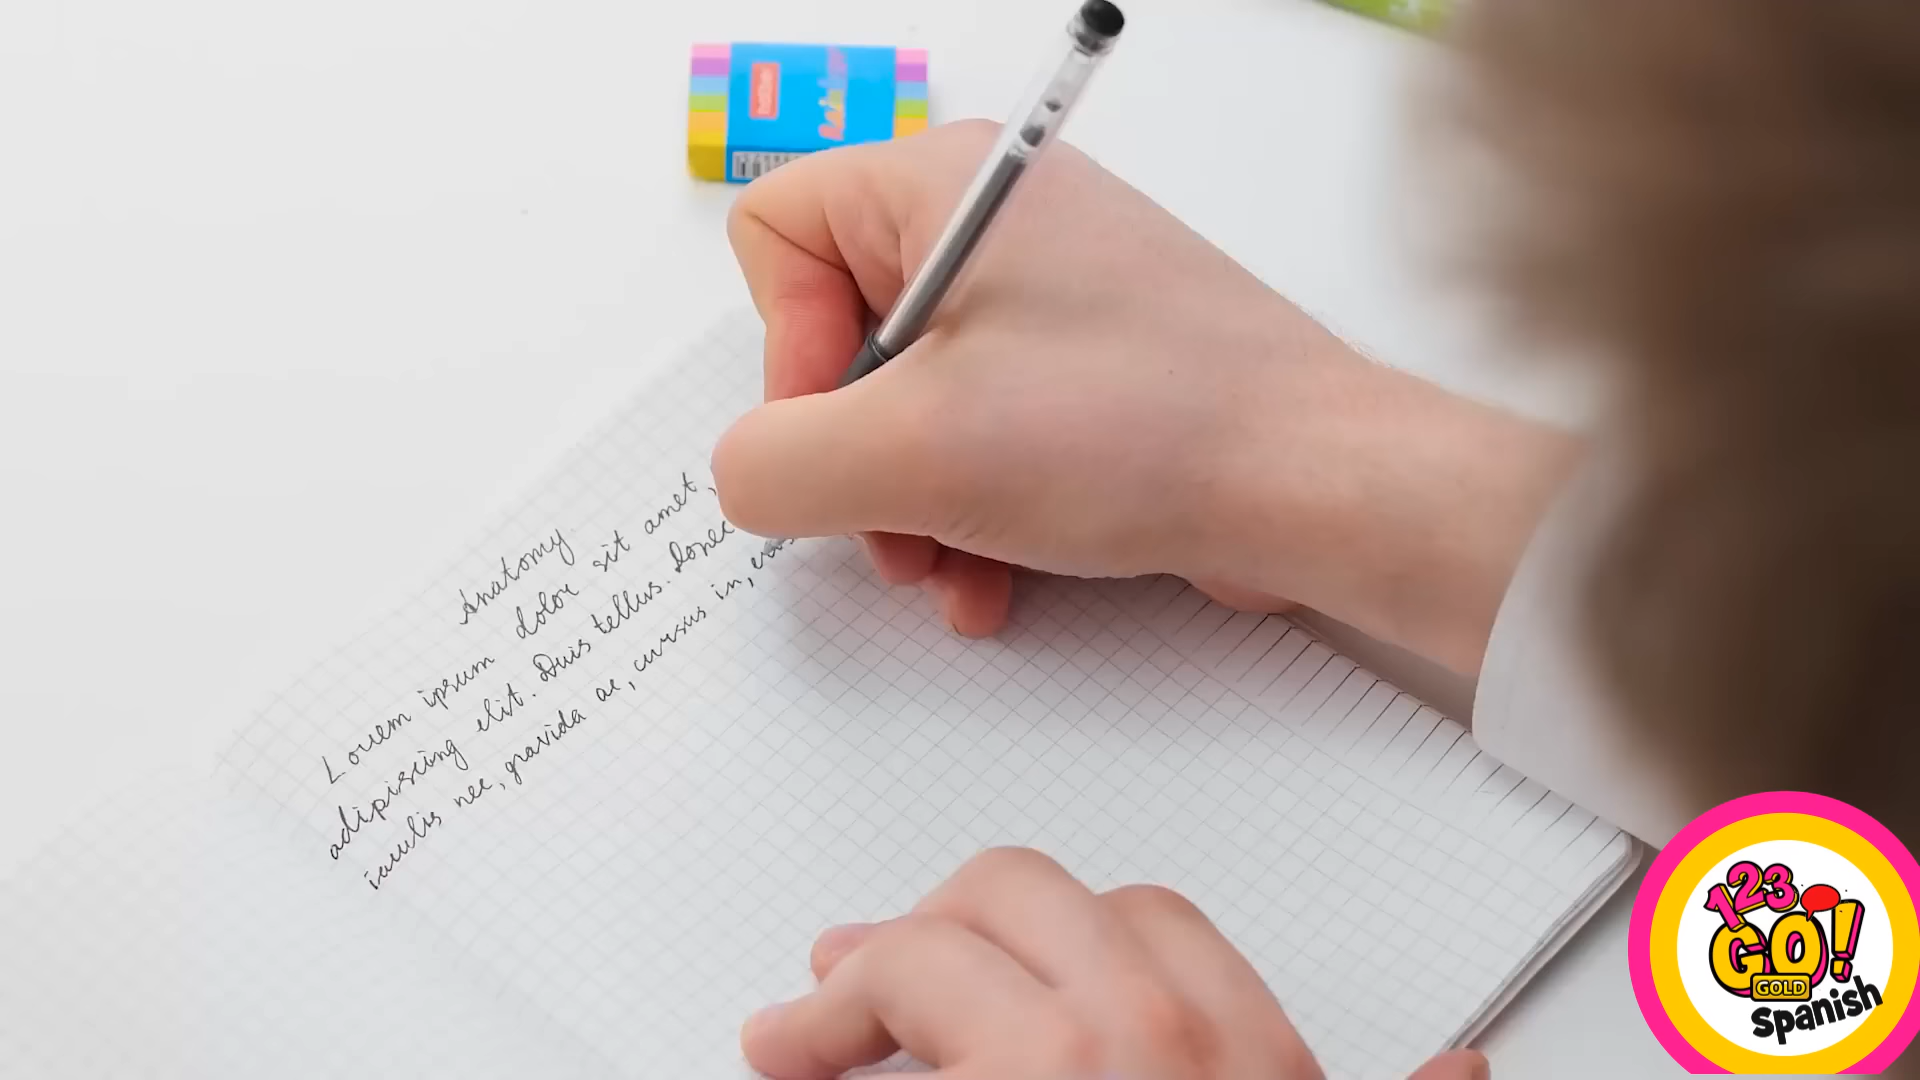 Anatomy.
Lorem ipsum dolor sit amet,
adipiscing elit. Duis tellus. Donec
iaculis nec, gravida ac, cursus in, eros
123
GO!
GOLD
Spanish